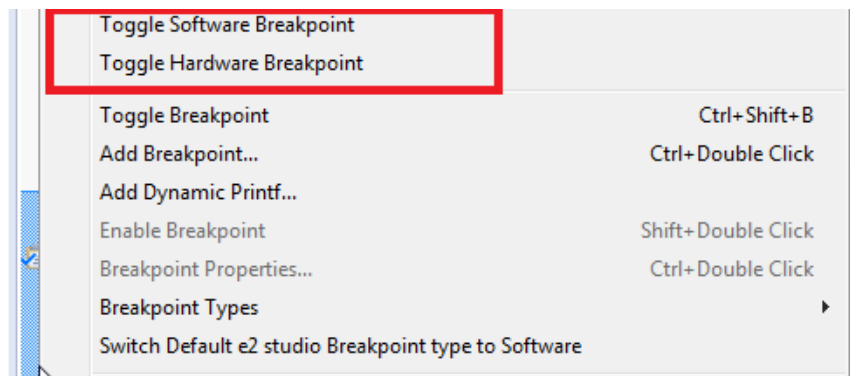 Toggle Software Breakpoint
Toggle Hardware Breakpoint
Toggle Breakpoint Ctrl+Shift+B
Add Breakpoint... Ctrl+Double Click
Add Dynamic Printf...
Enable Breakpoint Shift+Double Click
Breakpoint Properties... Ctrl+Double Click
Breakpoint Types
Switch Default e2 studio Breakpoint type to Software